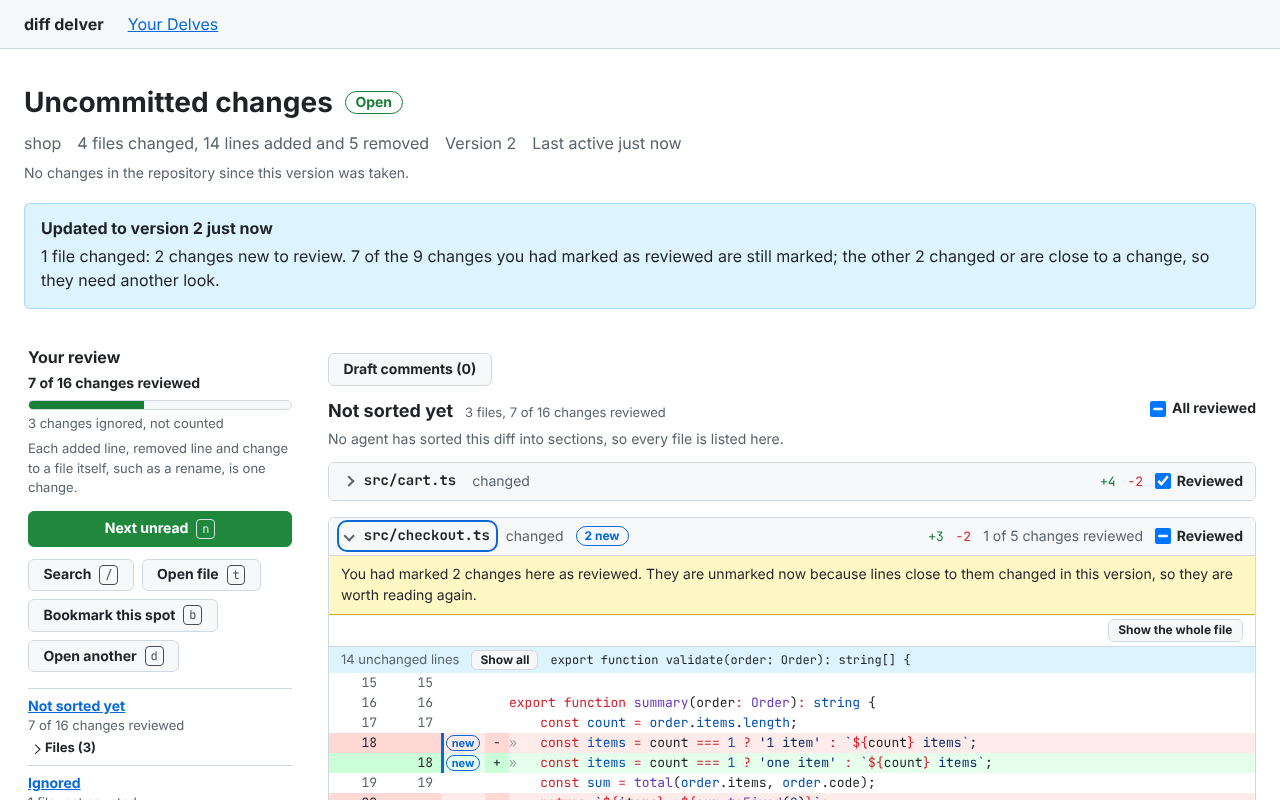 diff delver Your Delves
Uncommitted changes Open
shop 4 files changed, 14 lines added and 5 removed Version 2 Last active just now
No changes in the repository since this version was taken.
Updated to version 2 just now
1 file changed: 2 changes new to review. 7 of the 9 changes you had marked as reviewed are still marked; the other 2 changed or are close to a change, so
they need another look.
Your review
7 of 16 changes reviewed
3 changes ignored, not counted
Each added line, removed line and change
to a file itself, such as a rename, is one
change.
Next unread n
Search / Open file t
Bookmark this spot b
Open another d
Not sorted yet
7 of 16 changes reviewed
Files (3)
Ignored
Draft comments (0)
Not sorted yet 3 files, 7 of 16 changes reviewed All reviewed
No agent has sorted this diff into sections, so every file is listed here.
src/cart.ts changed +4 -2 Reviewed
src/checkout.ts changed 2 new +3 -2 1 of 5 changes reviewed Reviewed
You had marked 2 changes here as reviewed. They are unmarked now because lines close to them changed in this version, so they are
worth reading again.
Show the whole file
14 unchanged lines Show all export function validate(order: Order): string[] {
15 15
16 16 export function summary(order: Order): string {
17 17 const count = order.items.length;
18 new - » const items = count === 1 ? '1 item' : `${count} items`;
18 new + » const items = count === 1 ? 'one item' : `${count} items`;
19 19 const sum = total(order.items, order.code);